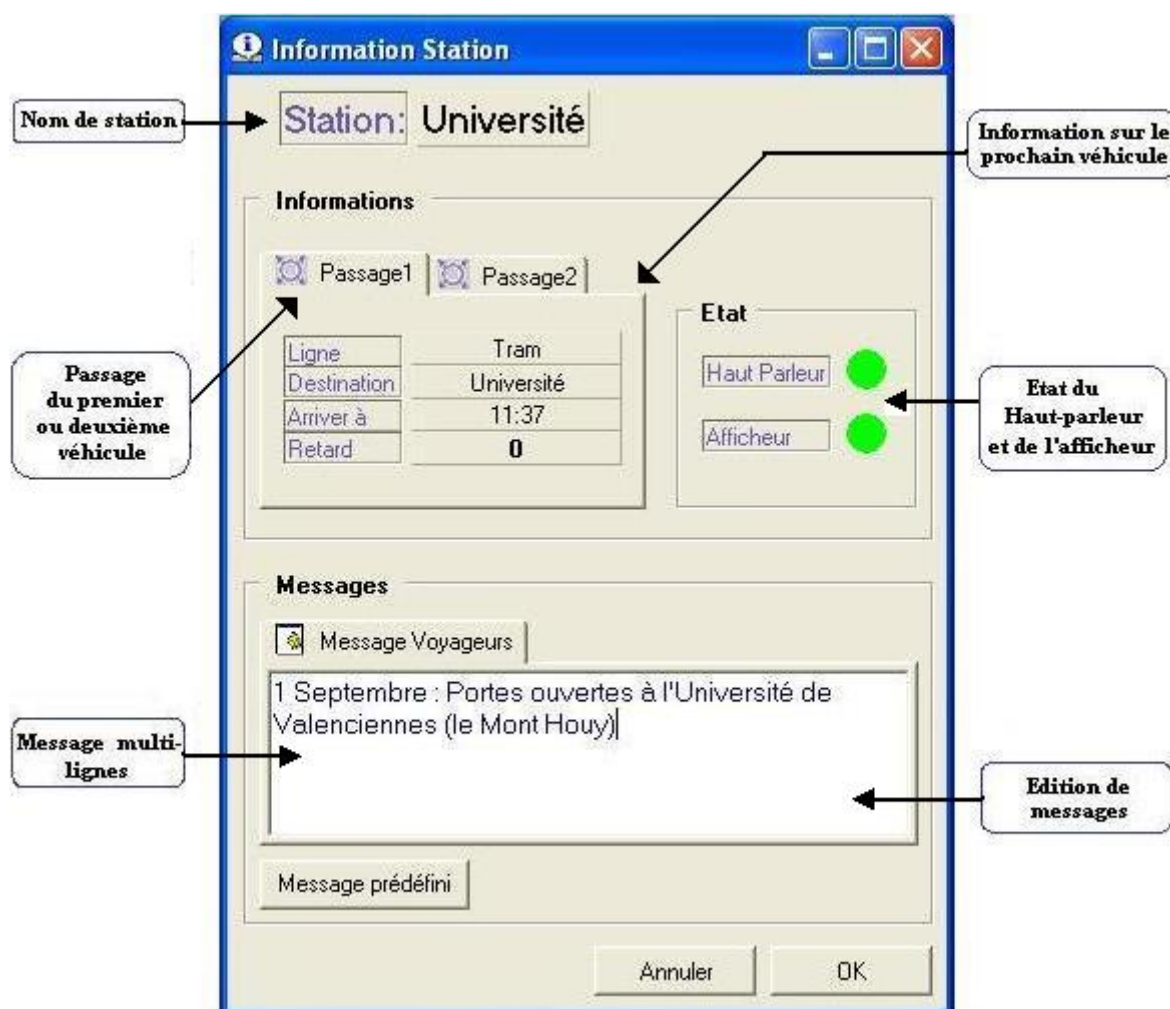 Information Station
Nom de station
Station: Université
Information sur le
prochain véhicule
Informations
Passage1 Passage2
Ligne Tram
Destination Université
Arriver à 11:37
Retard 0
Etat
Haut Parleur
Afficheur
Passage
du premier
ou deuxième
véhicule
Etat du
Haut-parleur
et de l'afficheur
Messages
Message Voyageurs
1 Septembre : Portes ouvertes à l'Université de
Valenciennes (le Mont Houy)
Message multi-
lignes
Edition de
messages
Message prédéfini
Annuler OK